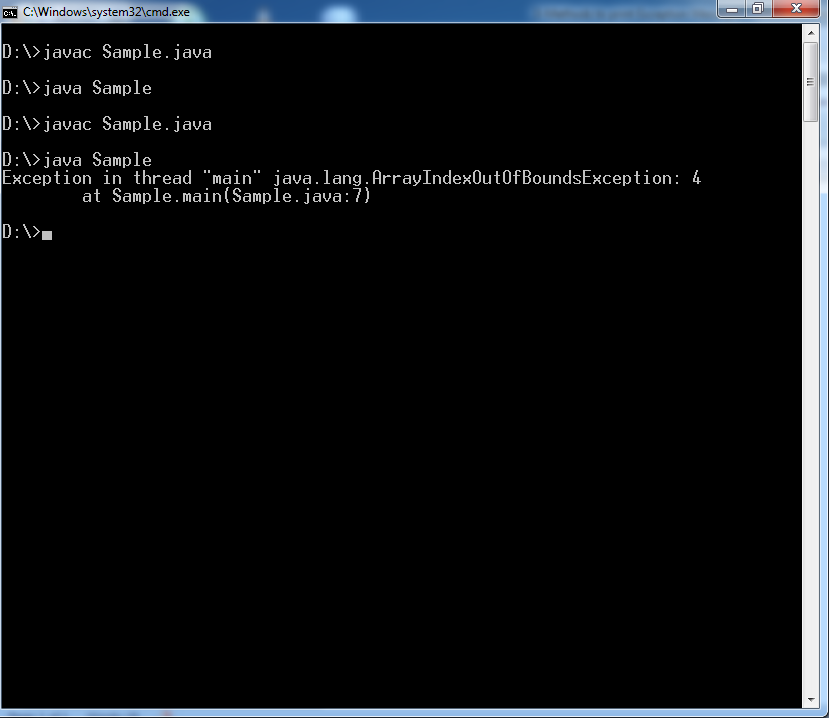 C:\Windows\system32\cmd.exe
D:\>javac Sample.java
D:\>java Sample
D:\>javac Sample.java
D:\>java Sample
Exception in thread "main" java.lang.ArrayIndexOutOfBoundsException: 4
at Sample.main(Sample.java:7)
D:\>